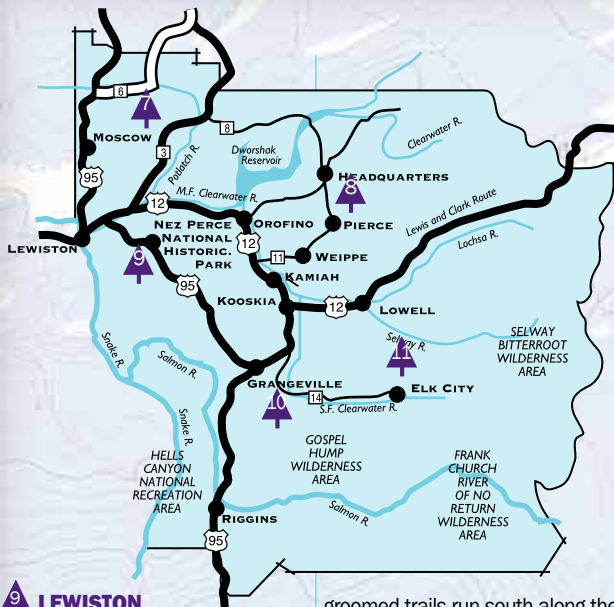 6
7
8
Clearwater R.
Moscow
3
Potlatch R.
Dworshak
Reservoir
Headquarters
8
95
M.F. Clearwater R.
12
Lewis and Clark Route
Nez Perce
National
Historic.
Park
Orofino
Pierce
Lochsa R.
Lewiston
12
11
Weippe
9
Kamiah
95
Kooskia
12
Lowell
Snake R.
Salmon R.
Selway R.
11
SELWAY
BITTERROOT
WILDERNESS
AREA
Grangeville
10
14
Elk City
S.F. Clearwater R.
Snake R.
HELLS
CANYON
NATIONAL
RECREATION
AREA
GOSPEL
HUMP
WILDERNESS
AREA
FRANK
CHURCH
RIVER
OF NO
RETURN
WILDERNESS
AREA
Salmon R.
Riggins
95
9 LEWISTON
groomed trails run south along the